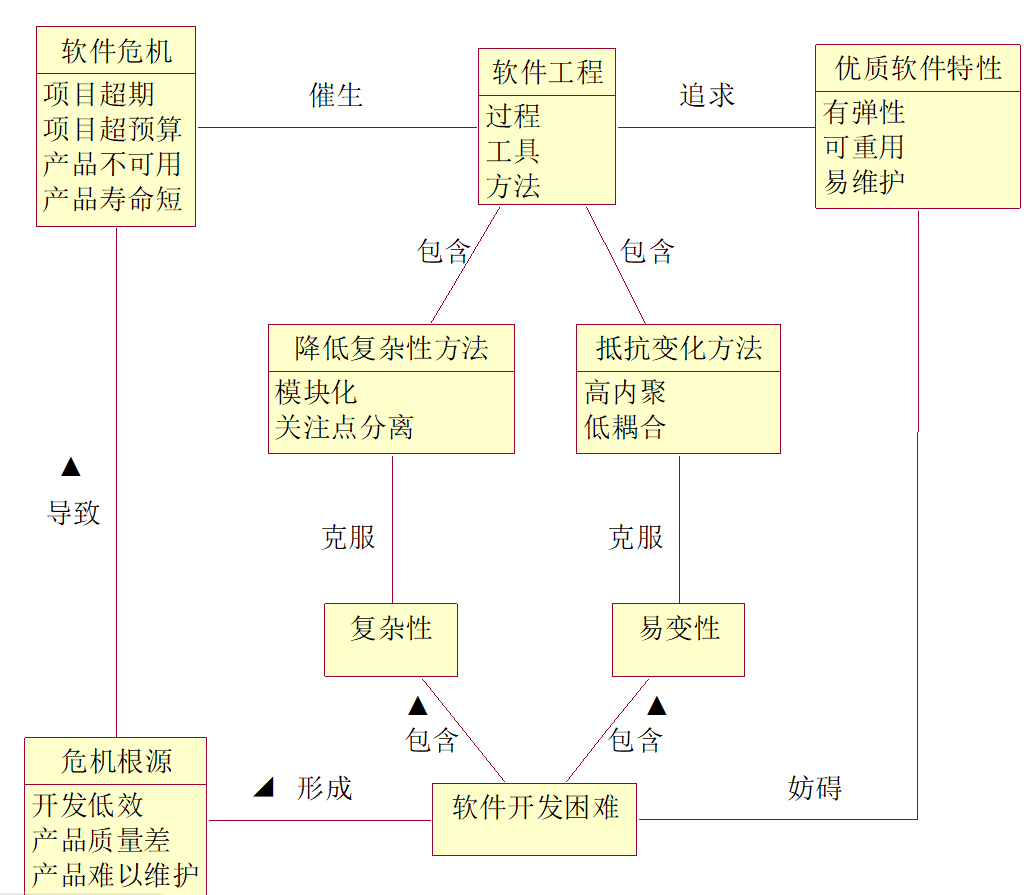 软件危机
项目超期
项目超预算
产品不可用
产品寿命短
催生
软件工程
过程
工具
方法
追求
优质软件特性
有弹性
可重用
易维护
包含
包含
降低复杂性方法
模块化
关注点分离
抵抗变化方法
高内聚
低耦合
▲
导致
克服
克服
复杂性
易变性
▲
包含
▲
包含
危机根源
开发低效
产品质量差
产品难以维护
◢ 形成
软件开发困难
妨碍